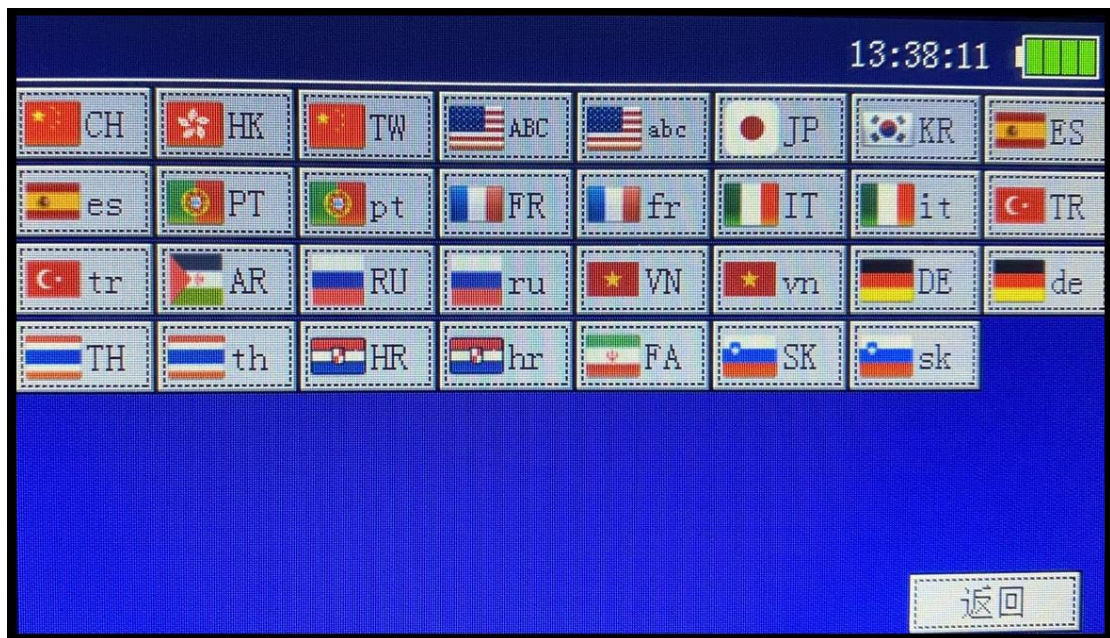 13:38:11
CH HK TW ABC abc JP KR ES
es PT pt FR fr IT it TR
tr AR RU ru VN vn DE de
TH th HR hr FA SK sk
返回